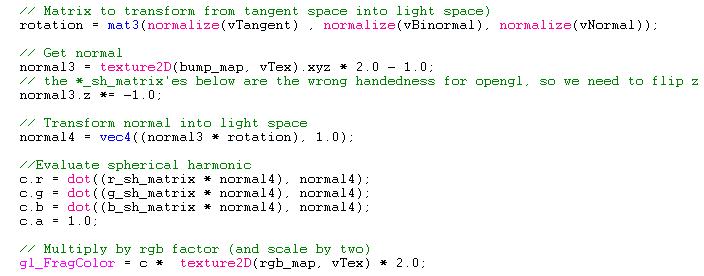 // Matrix to transform from tangent space into light space)
rotation = mat3(normalize(vTangent) , normalize(vBinormal), normalize(vNormal));
// Get normal
normal3 = texture2D(bump_map, vTex).xyz * 2.0 - 1.0;
// the *_sh_matrix'es below are the wrong handedness for opengl, so we need to flip z
normal3.z *= -1.0;
// Transform normal into light space
normal4 = vec4((normal3 * rotation), 1.0);
//Evaluate spherical harmonic
c.r = dot((r_sh_matrix * normal4), normal4);
c.g = dot((g_sh_matrix * normal4), normal4);
c.b = dot((b_sh_matrix * normal4), normal4);
c.a = 1.0;
// Multiply by rgb factor (and scale by two)
gl_FragColor = c *  texture2D(rgb_map, vTex) * 2.0;